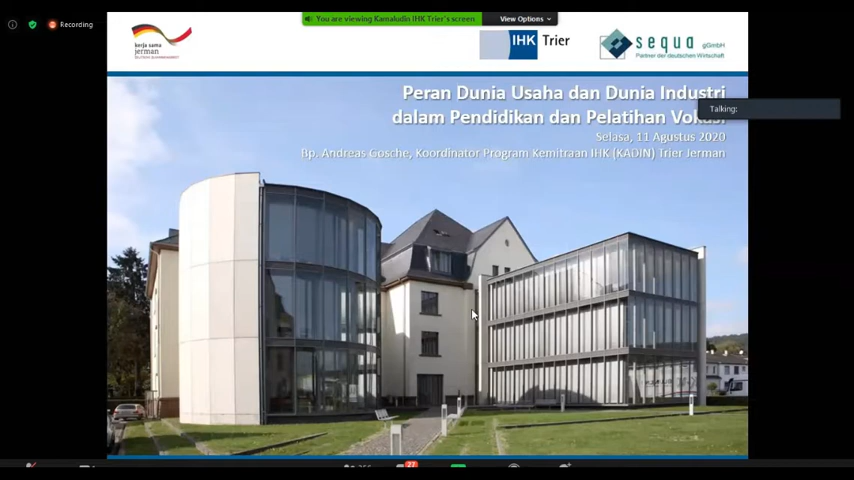 Recording
You are viewing Kamaludin IHK Trier's screen
View Options
kerja sama
jerman
IHK Trier
sequa gGmbH
Partner der deutschen Wirtschaft
Peran Dunia Usaha dan Dunia Industri
dalam Pendidikan dan Pelatihan Vokasi
Talking:
Selasa, 11 Agustus 2020
Bp. Andreas Gosche, Koordinator Program Kemitraan IHK (KADIN) Trier Jerman
27